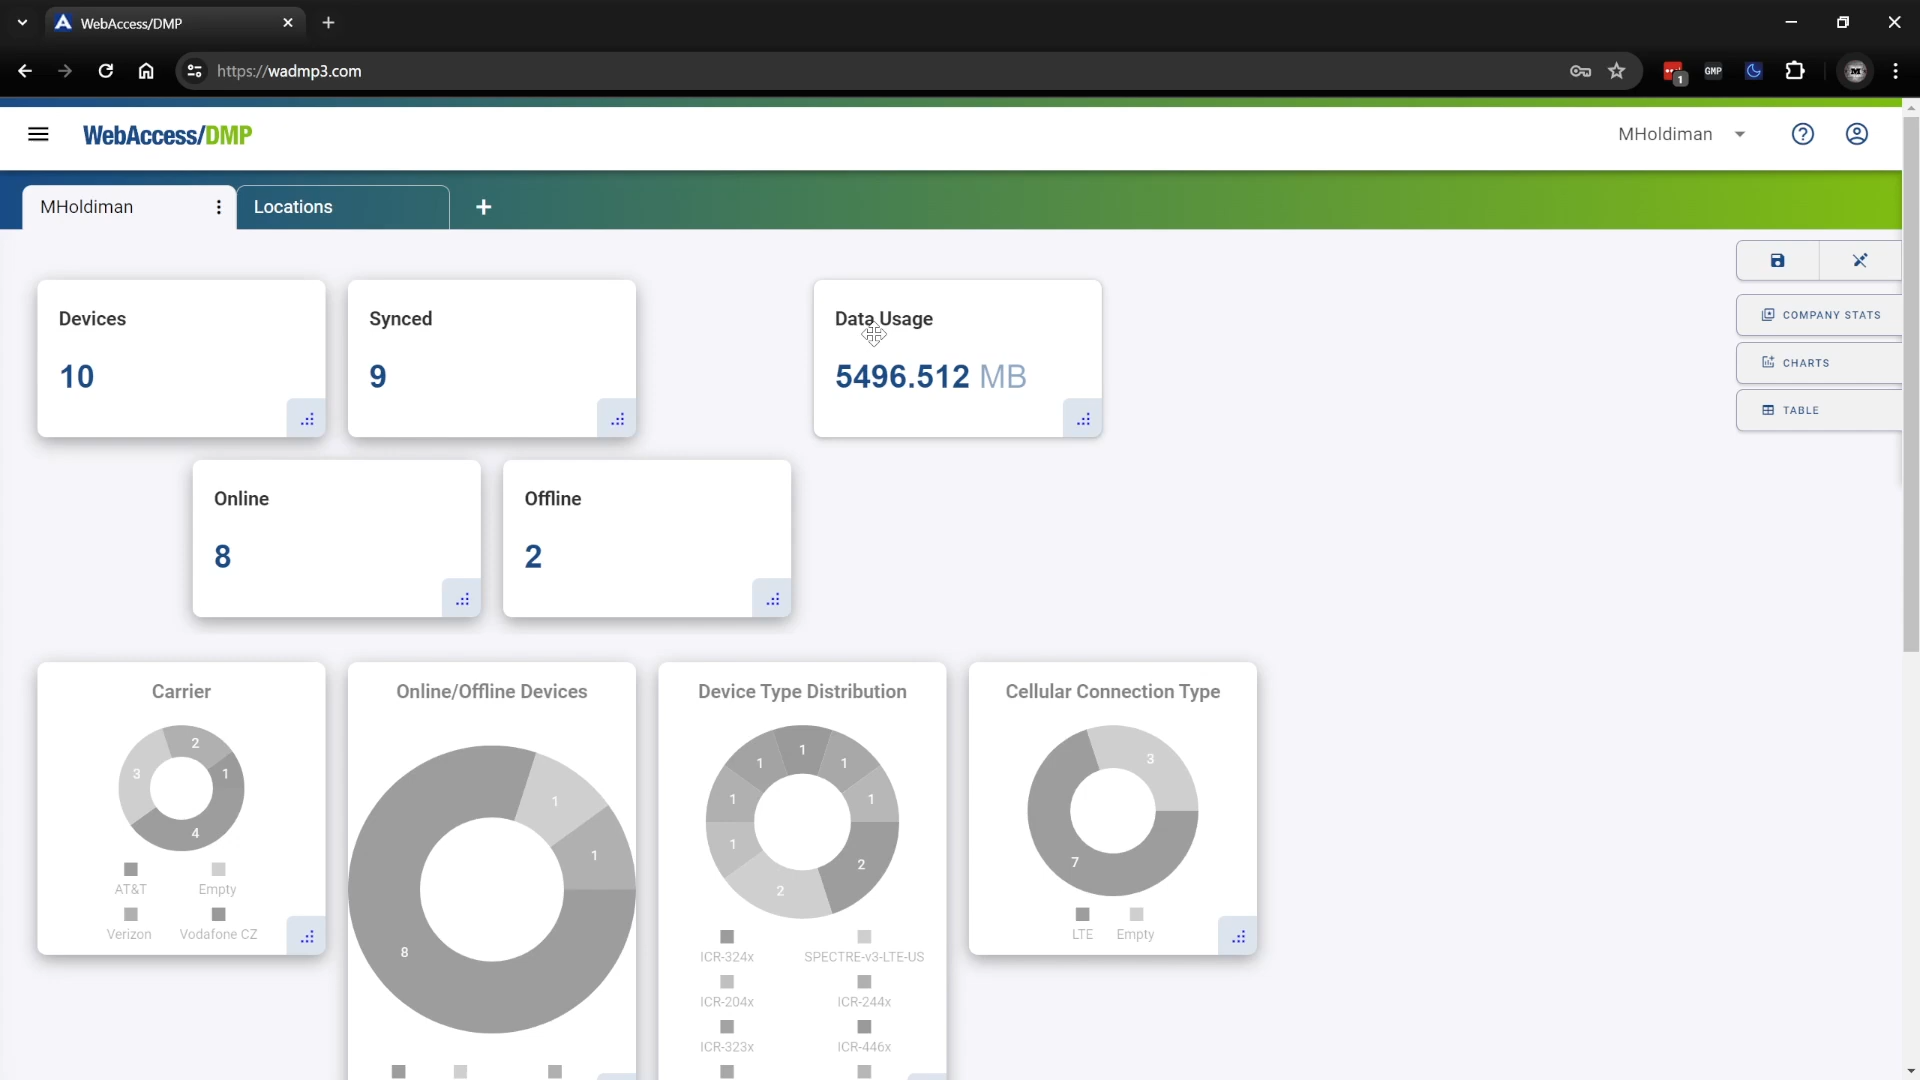 WebAccess/DMP
https://wadmp3.com
1
GMP
M
WebAccess/DMP
MHoldiman
MHoldiman
Locations
COMPANY STATS
CHARTS
TABLE
Devices
10
Synced
9
Data Usage
5496.512 MB
Online
8
Offline
2
Carrier
2
3
1
4
AT&T
Empty
Verizon
Vodafone CZ
Online/Offline Devices
1
1
8
Device Type Distribution
1
1
1
1
1
1
2
2
ICR-324x
SPECTRE-v3-LTE-US
ICR-204x
ICR-244x
ICR-323x
ICR-446x
Cellular Connection Type
3
7
LTE
Empty